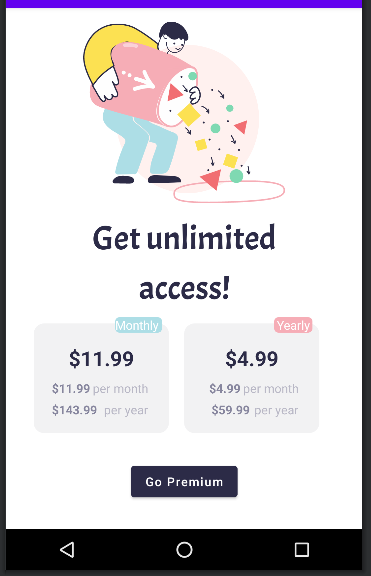 Get unlimited
access!
Monthly
$11.99
$11.99 per month
$143.99 per year
Yearly
$4.99
$4.99 per month
$59.99 per year
Go Premium